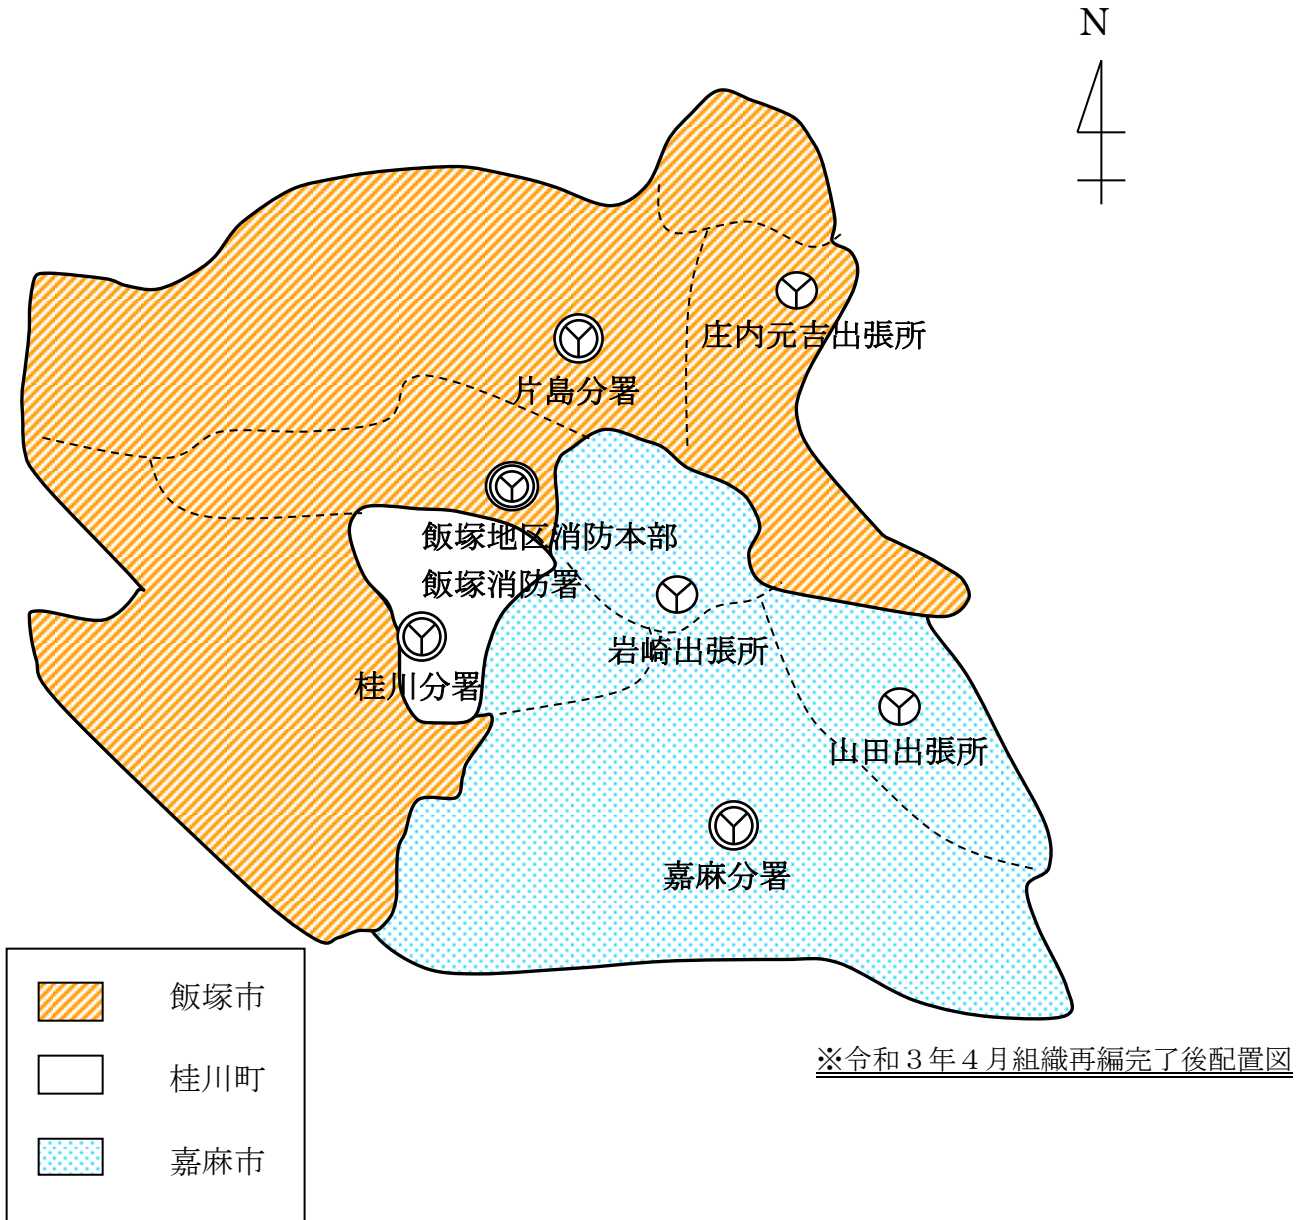 N
庄内元吉出張所
片島分署
飯塚地区消防本部
飯塚消防署
岩崎出張所
桂川分署
山田出張所
嘉麻分署
飯塚市
桂川町
嘉麻市
※令和３年４月組織再編完了後配置図